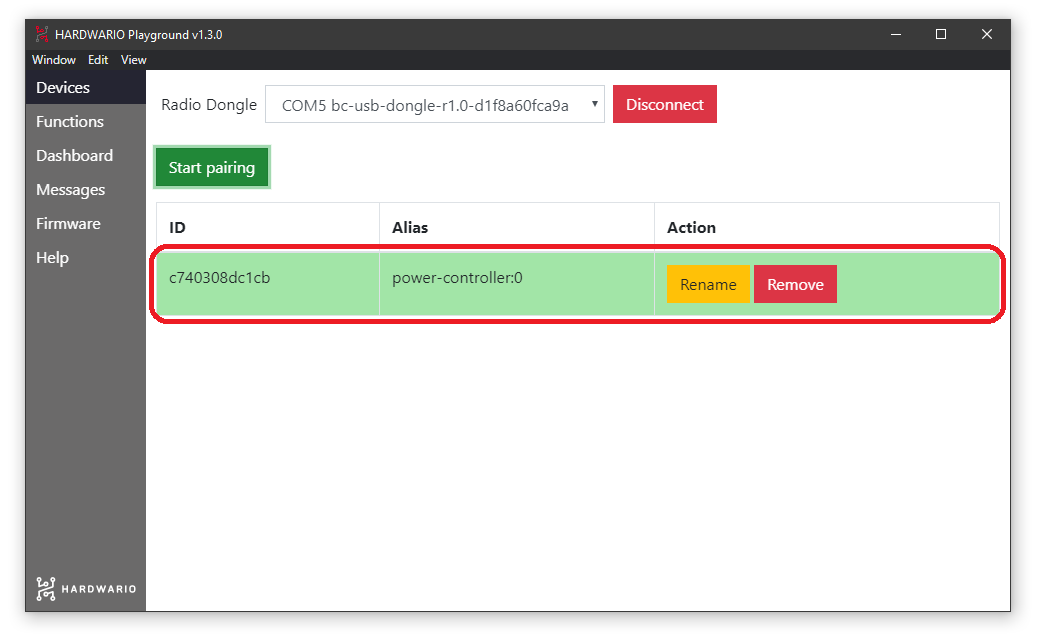 HARDWARIO Playground v1.3.0
Window Edit View
Devices
Functions
Dashboard
Messages
Firmware
Help
HARDWARIO
Radio Dongle COM5 bc-usb-dongle-r1.0-d1f8a60fca9a Disconnect
Start pairing
ID Alias Action
c740308dc1cb power-controller:0 Rename Remove